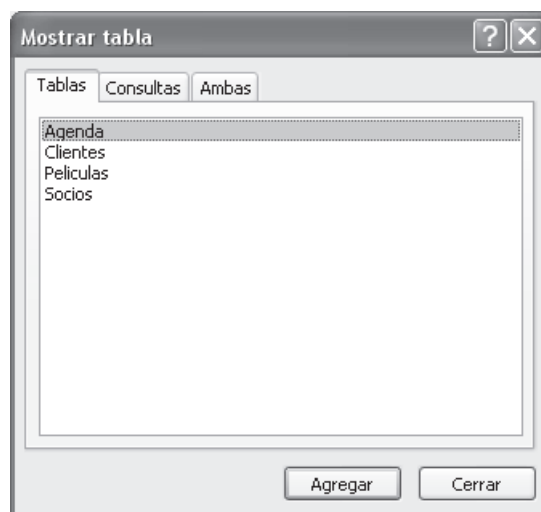 Mostrar tabla
Tablas Consultas Ambas
Agenda
Clientes
Peliculas
Socios
Agregar Cerrar